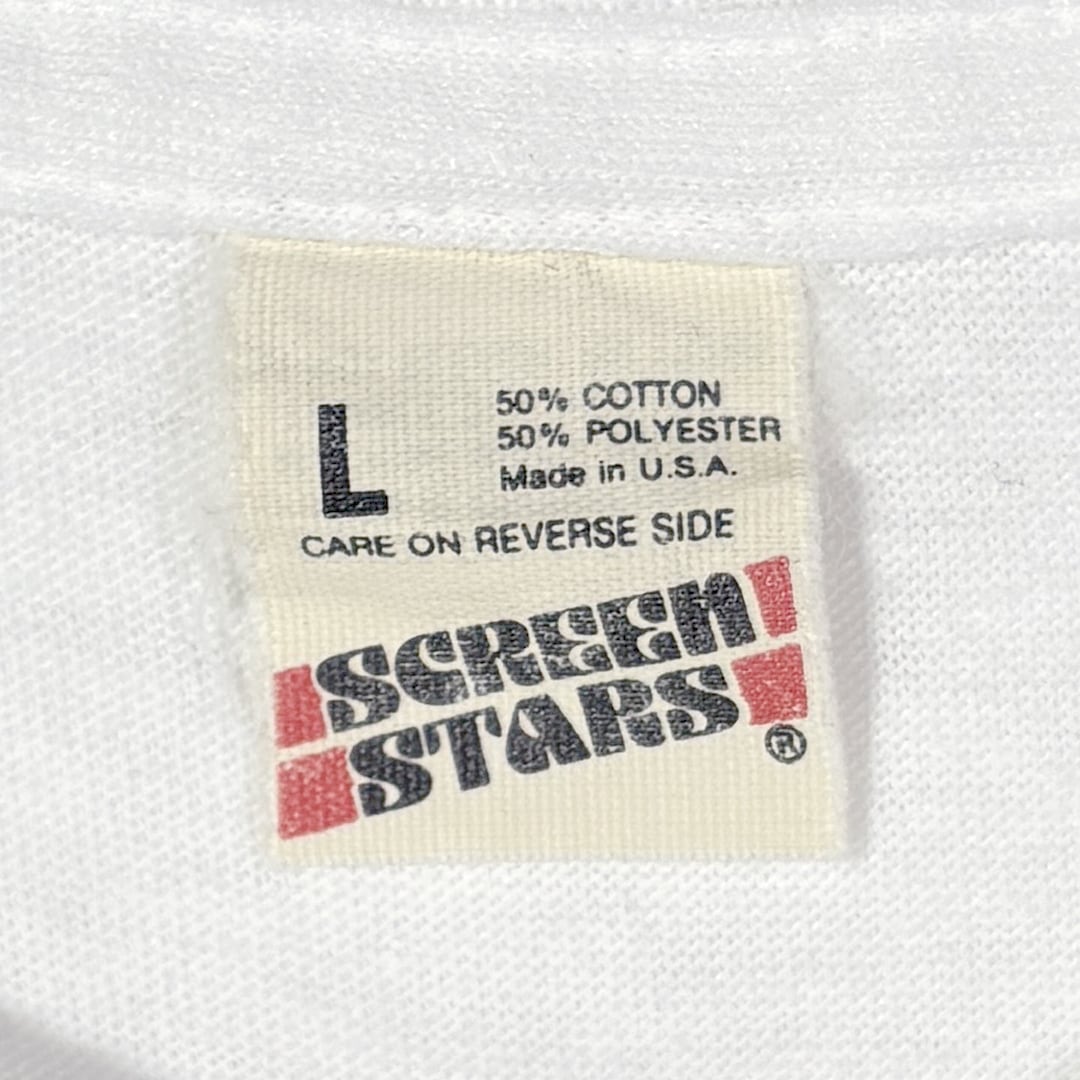 L
50% COTTON
50% POLYESTER
Made in U.S.A.
CARE ON REVERSE SIDE
SCREEN
STARS
®